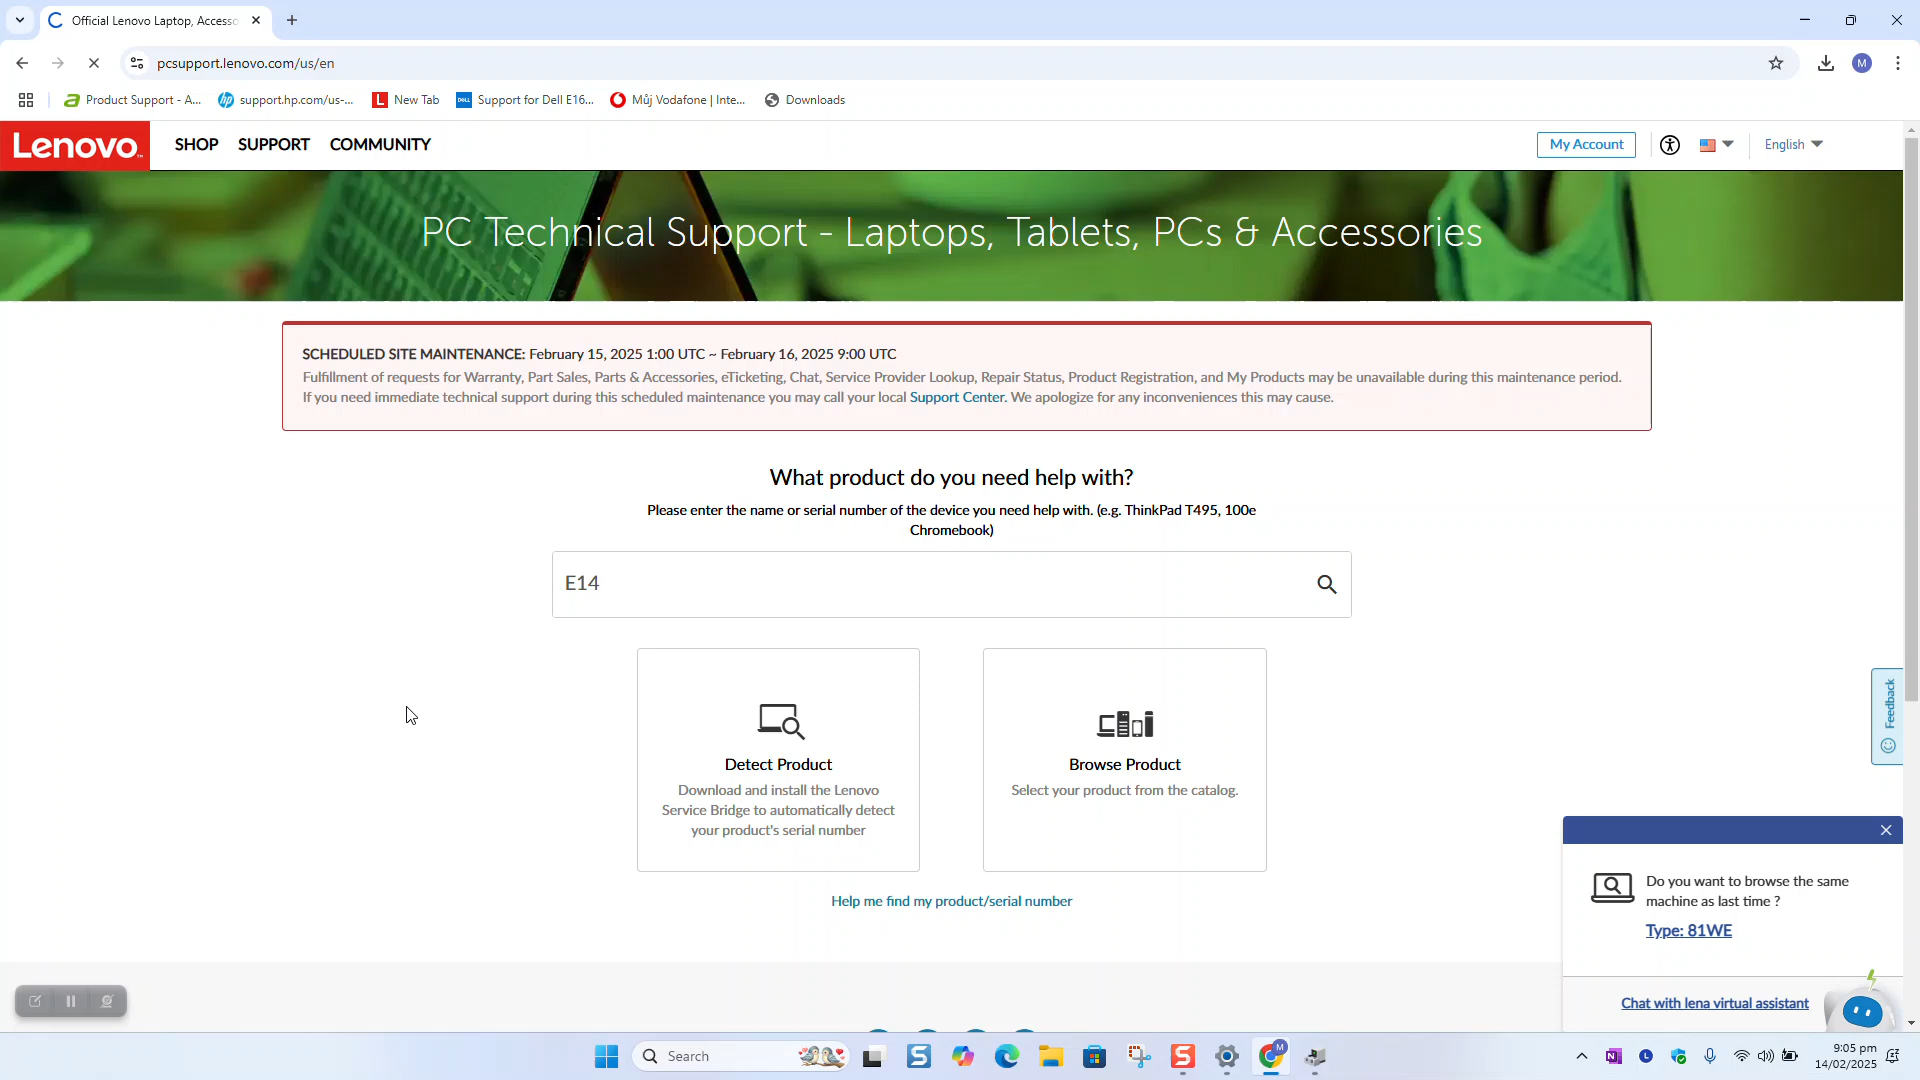 Official Lenovo Laptop, Accesso
pcsupport.lenovo.com/us/en
M
Product Support - A...
support.hp.com/us-...
New Tab
Support for Dell E16...
Můj Vodafone | Inte...
Downloads
Lenovo
SHOP
SUPPORT
COMMUNITY
My Account
English
PC Technical Support - Laptops, Tablets, PCs & Accessories
SCHEDULED SITE MAINTENANCE: February 15, 2025 1:00 UTC ~ February 16, 2025 9:00 UTC
Fulfillment of requests for Warranty, Part Sales, Parts & Accessories, eTicketing, Chat, Service Provider Lookup, Repair Status, Product Registration, and My Products may be unavailable during this maintenance period.
If you need immediate technical support during this scheduled maintenance you may call your local Support Center. We apologize for any inconveniences this may cause.
What product do you need help with?
Please enter the name or serial number of the device you need help with. (e.g. ThinkPad T495, 100e
Chromebook)
E14
Detect Product
Download and install the Lenovo
Service Bridge to automatically detect
your product's serial number
Browse Product
Select your product from the catalog.
Help me find my product/serial number
Feedback
Do you want to browse the same
machine as last time ?
Type: 81WE
Chat with lena virtual assistant
Search
9:05 pm
14/02/2025